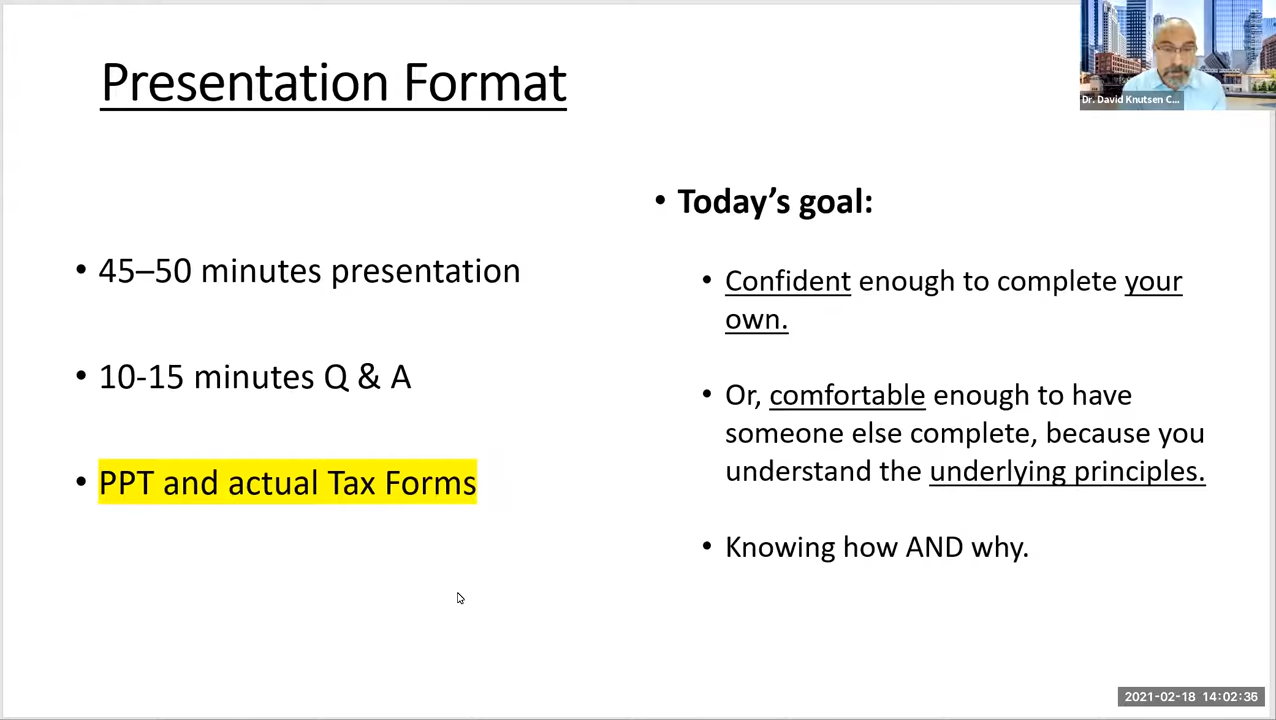 Presentation Format
Dr. David Knutsen C...
• 45–50 minutes presentation
• 10-15 minutes Q & A
• PPT and actual Tax Forms
• Today’s goal:
• Confident enough to complete your
own.
• Or, comfortable enough to have
someone else complete, because you
understand the underlying principles.
• Knowing how AND why.
2021-02-18 14:02:36